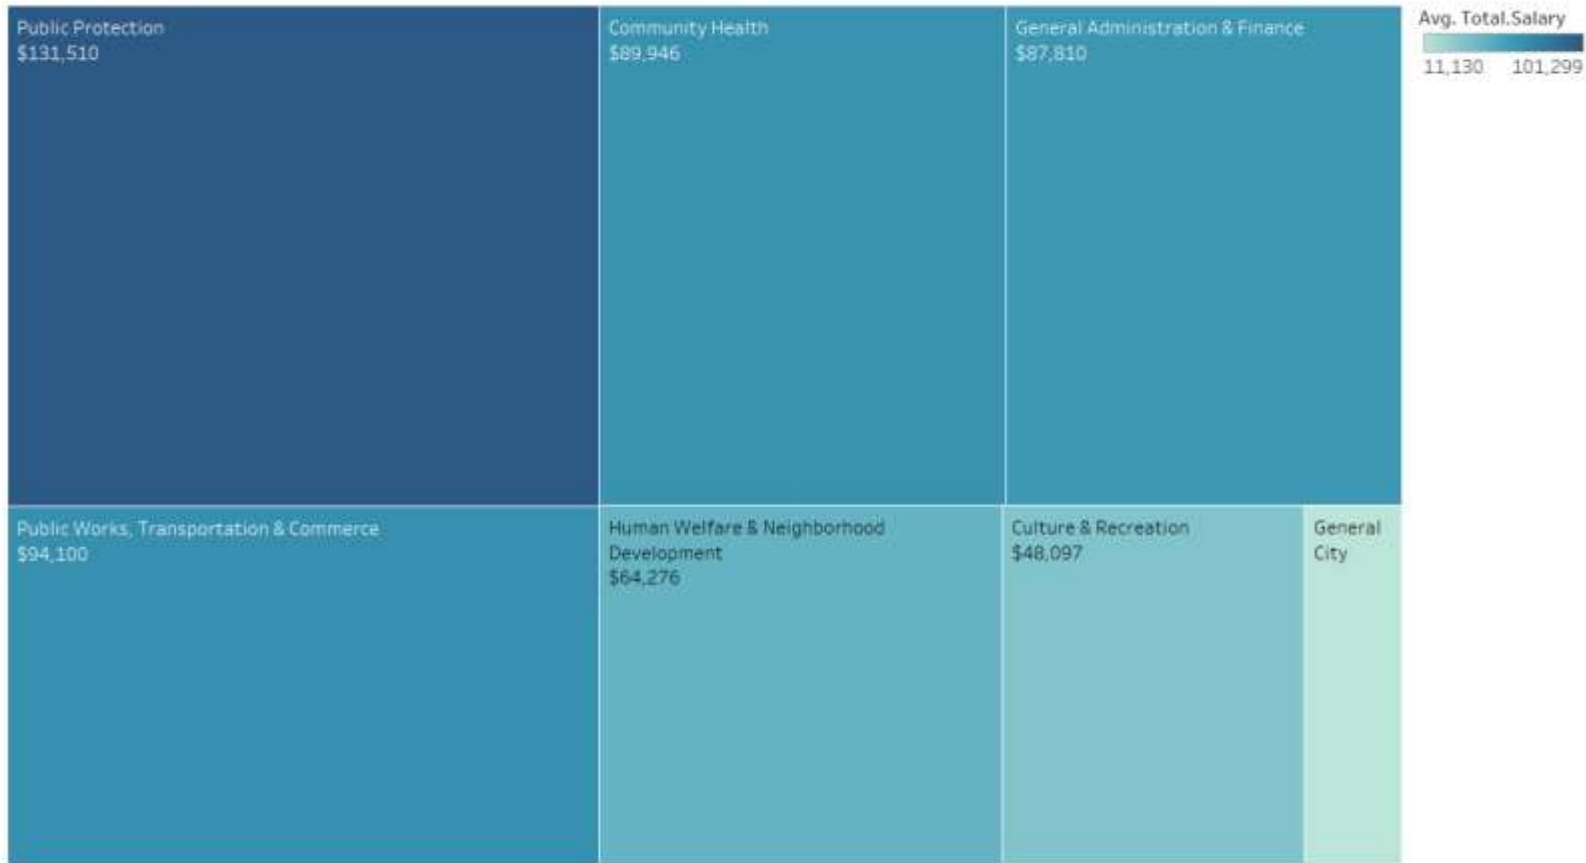 Public Protection
$131,510
Community Health
$89,946
General Administration & Finance
$87,810
Avg. Total.Salary
11,130 101,299
Public Works, Transportation & Commerce
$94,100
Human Welfare & Neighborhood
Development
$64,276
Culture & Recreation
$48,097
General
City